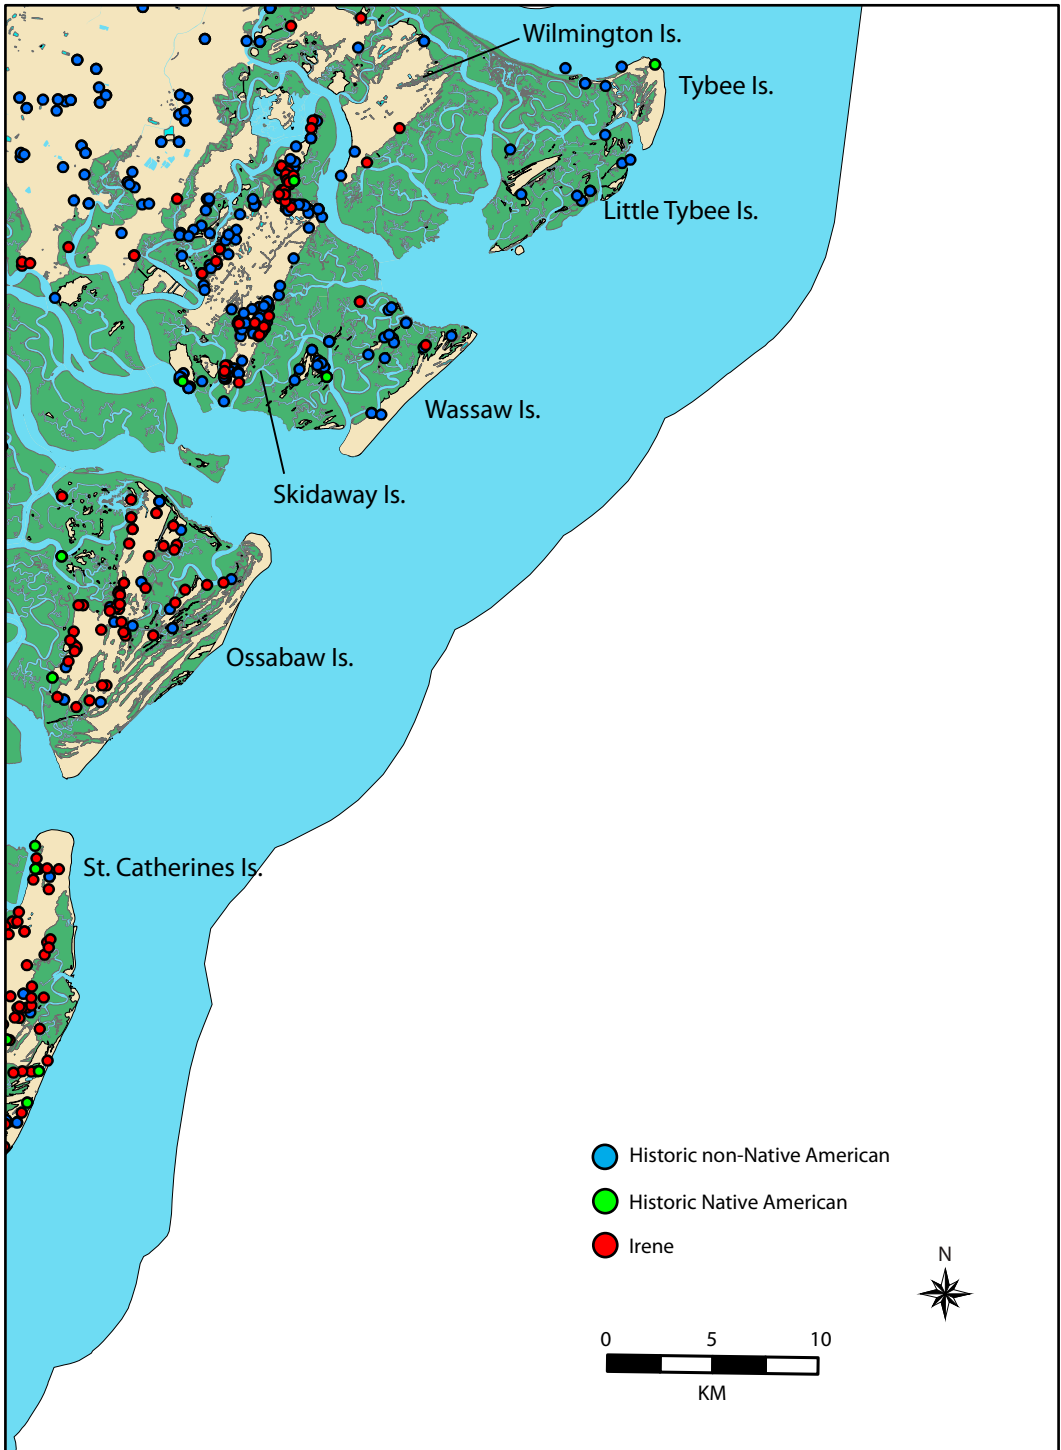 Wilmington Is.
Tybee Is.
Little Tybee Is.
Wassaw Is.
Skidaway Is.
Ossabaw Is.
St. Catherines Is.
Historic non-Native American
Historic Native American
Irene
N
0 5 10
KM